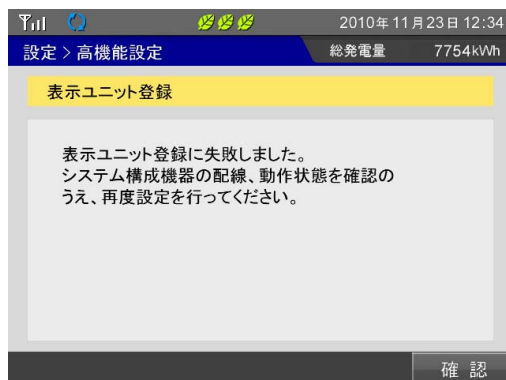 2010年11月23日 12:34
設定 > 高機能設定
総発電量 7754kWh
表示ユニット登録
表示ユニット登録に失敗しました。
システム構成機器の配線、動作状態を確認の
うえ、再度設定を行ってください。
確 認